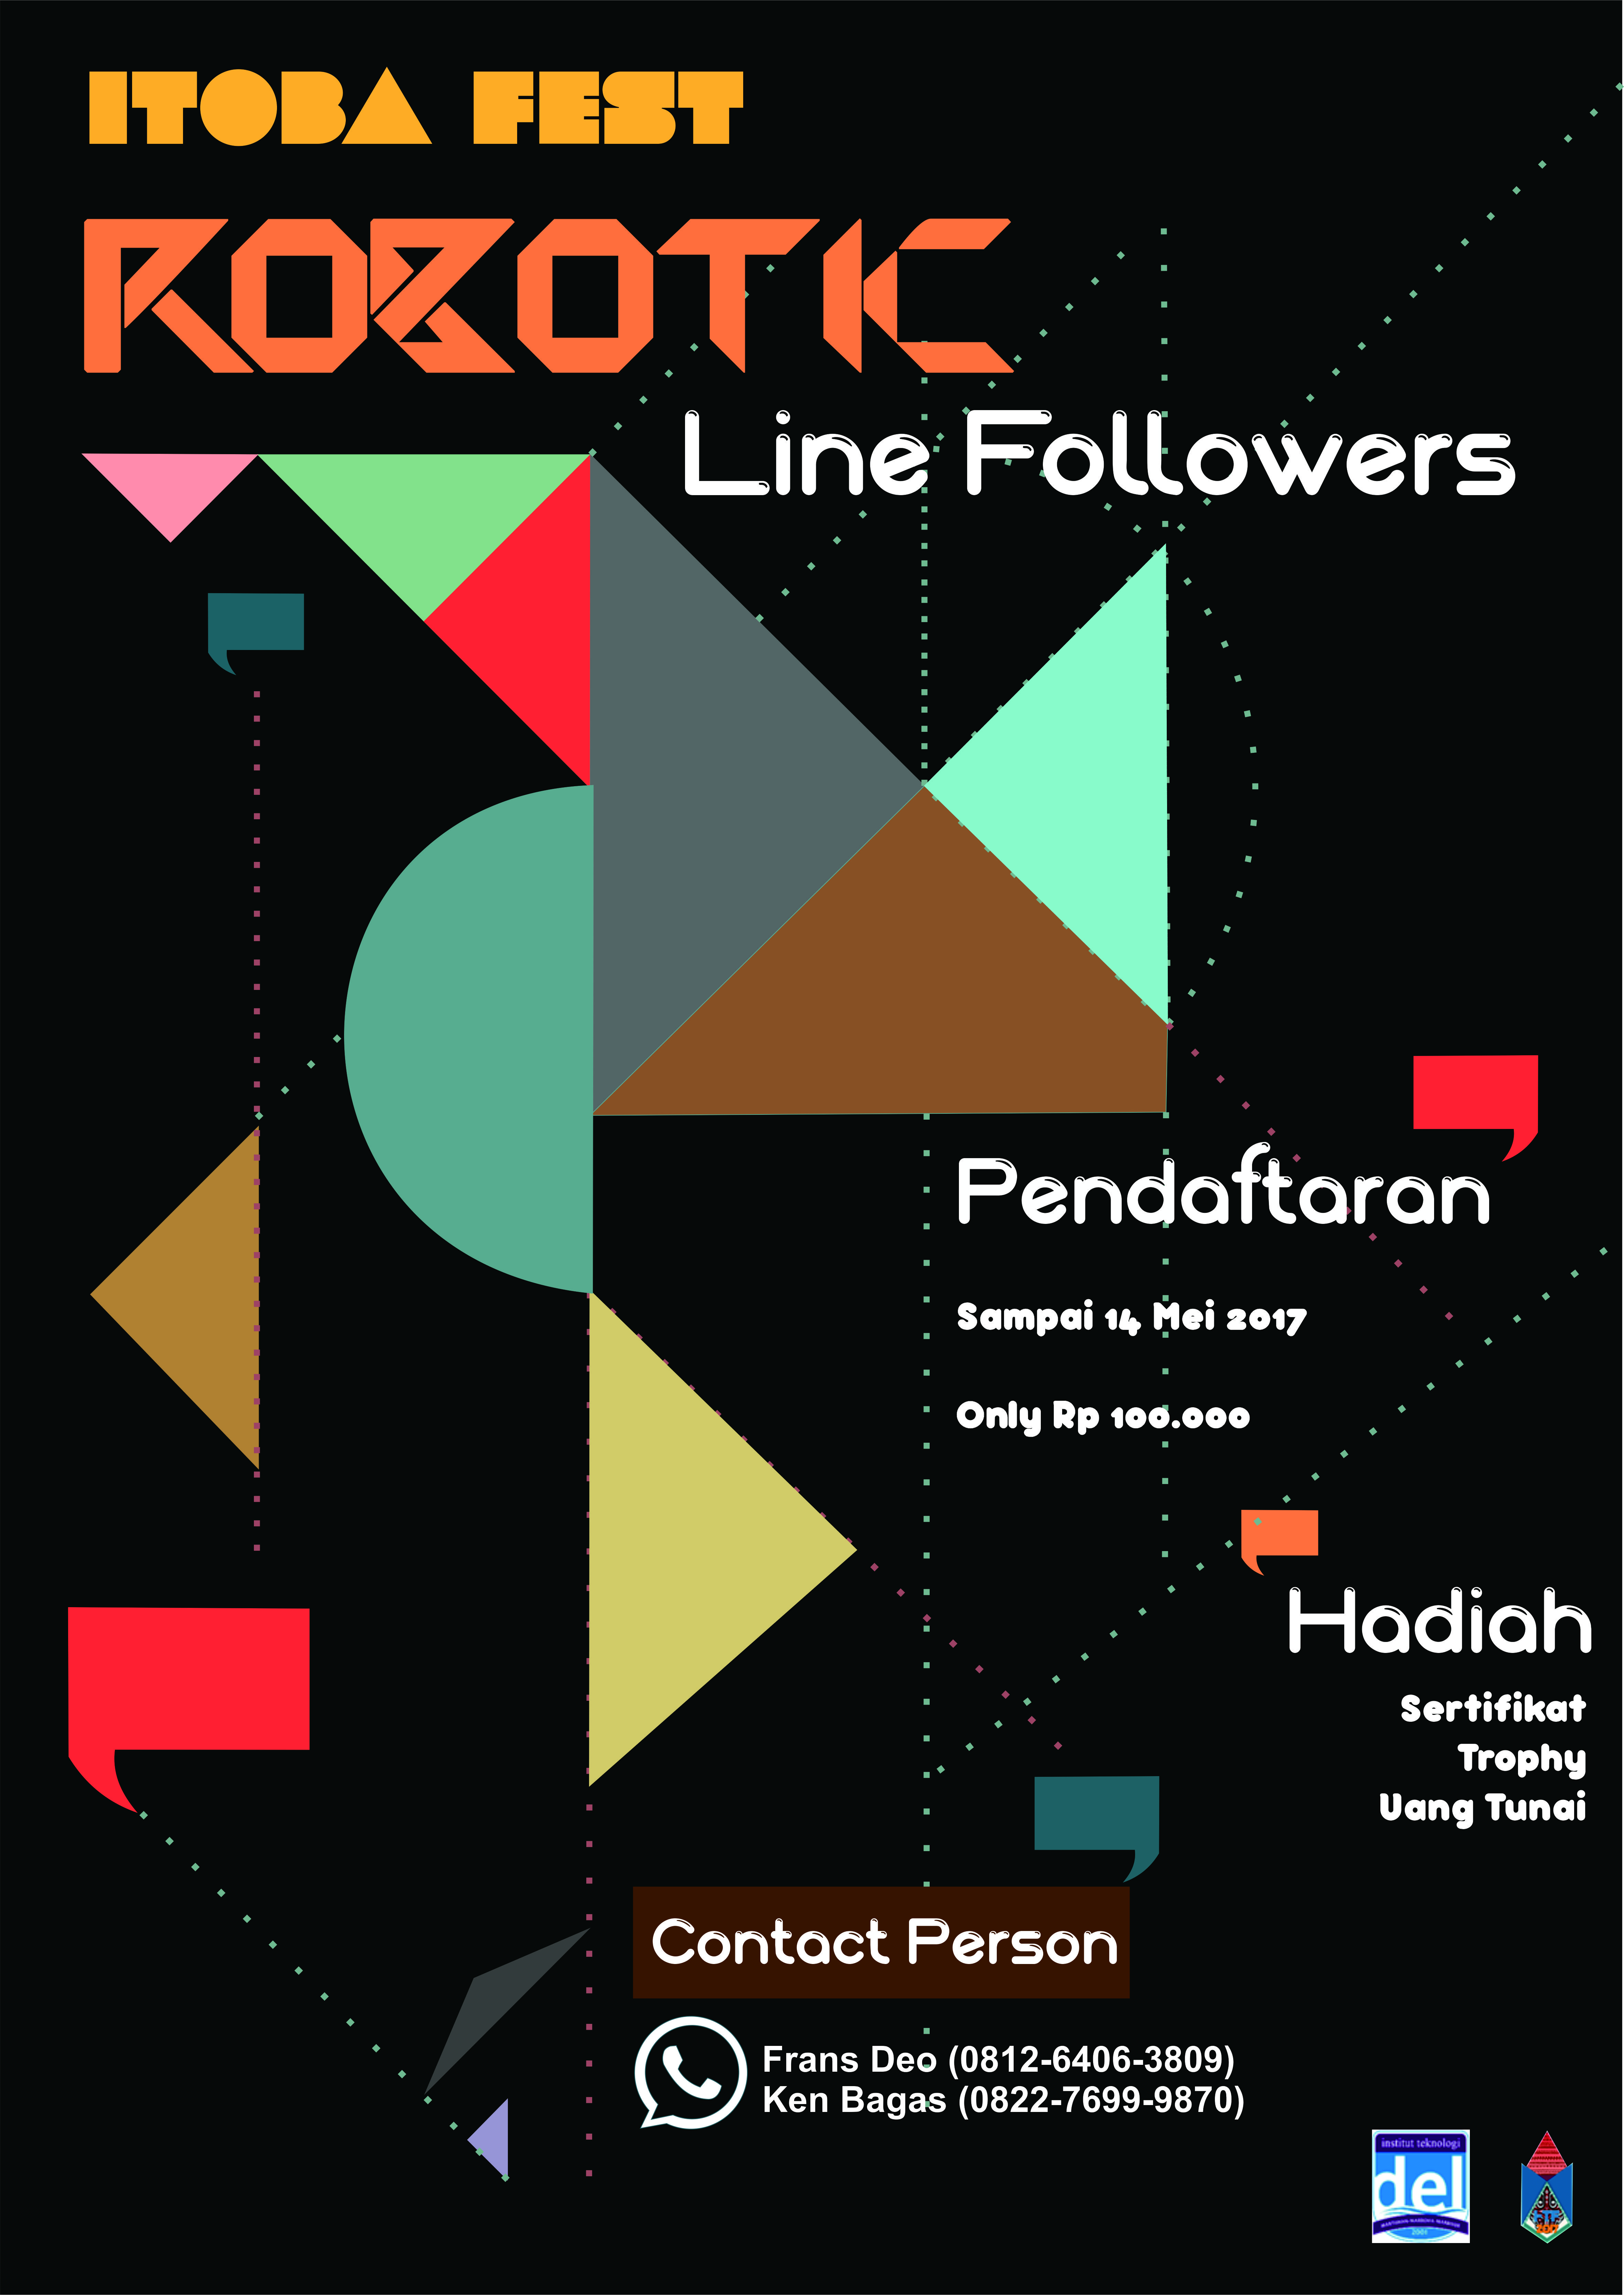 ITOBA FEST
ROBOTIC
Line Followers
Pendaftaran
Sampai 14 Mei 2017
Only Rp 100.000
Hadiah
Sertifikat
Trophy
Uang Tunai
Contact Person
Frans Deo (0812-6406-3809)
Ken Bagas (0822-7699-9870)
institut teknologi
del
2001